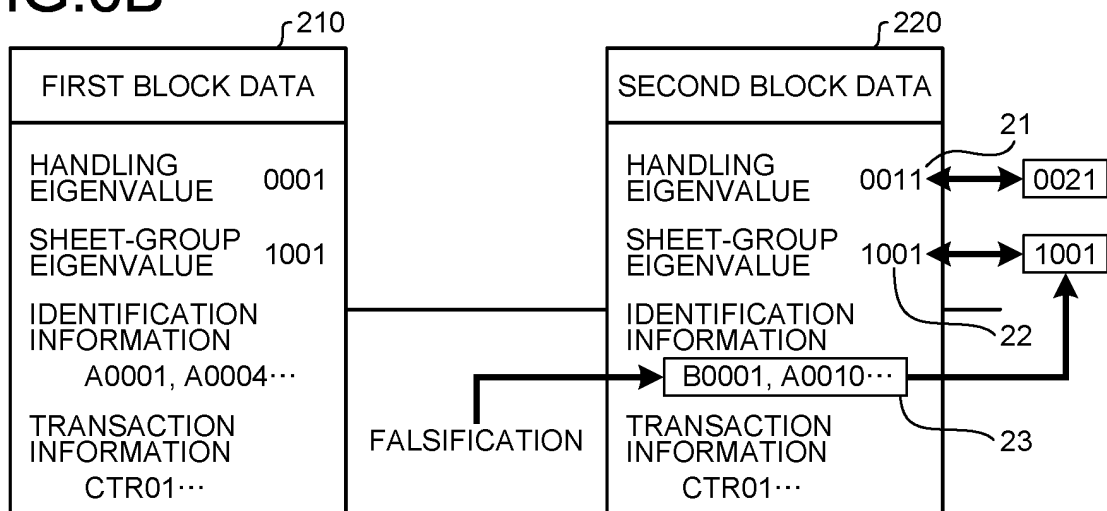 210
FIRST BLOCK DATA
HANDLING
EIGENVALUE 0001
SHEET-GROUP
EIGENVALUE 1001
IDENTIFICATION
INFORMATION
A0001, A0004···
TRANSACTION
INFORMATION
CTR01···
FALSIFICATION
220
SECOND BLOCK DATA
21
HANDLING
EIGENVALUE 0011 0021
SHEET-GROUP
EIGENVALUE 1001 1001
IDENTIFICATION
INFORMATION
22
B0001, A0010···
TRANSACTION
INFORMATION
23
CTR01···